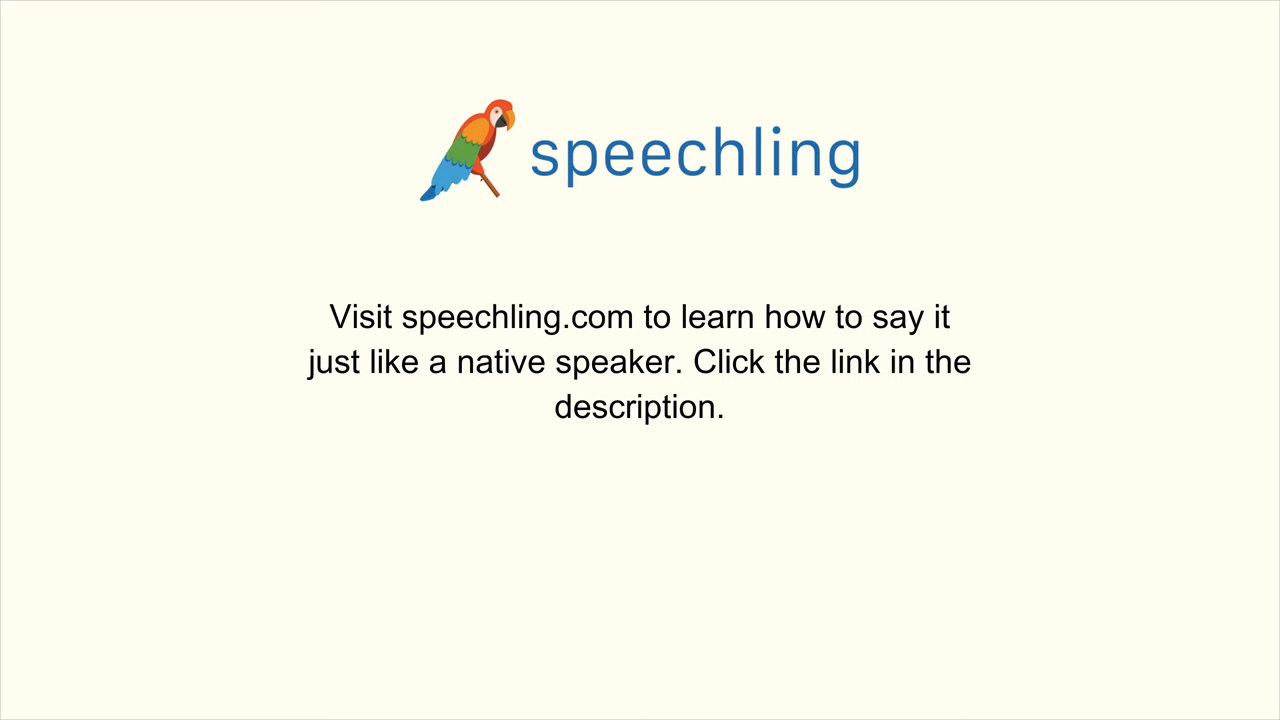 speechling
Visit speechling.com to learn how to say it
just like a native speaker. Click the link in the
description.